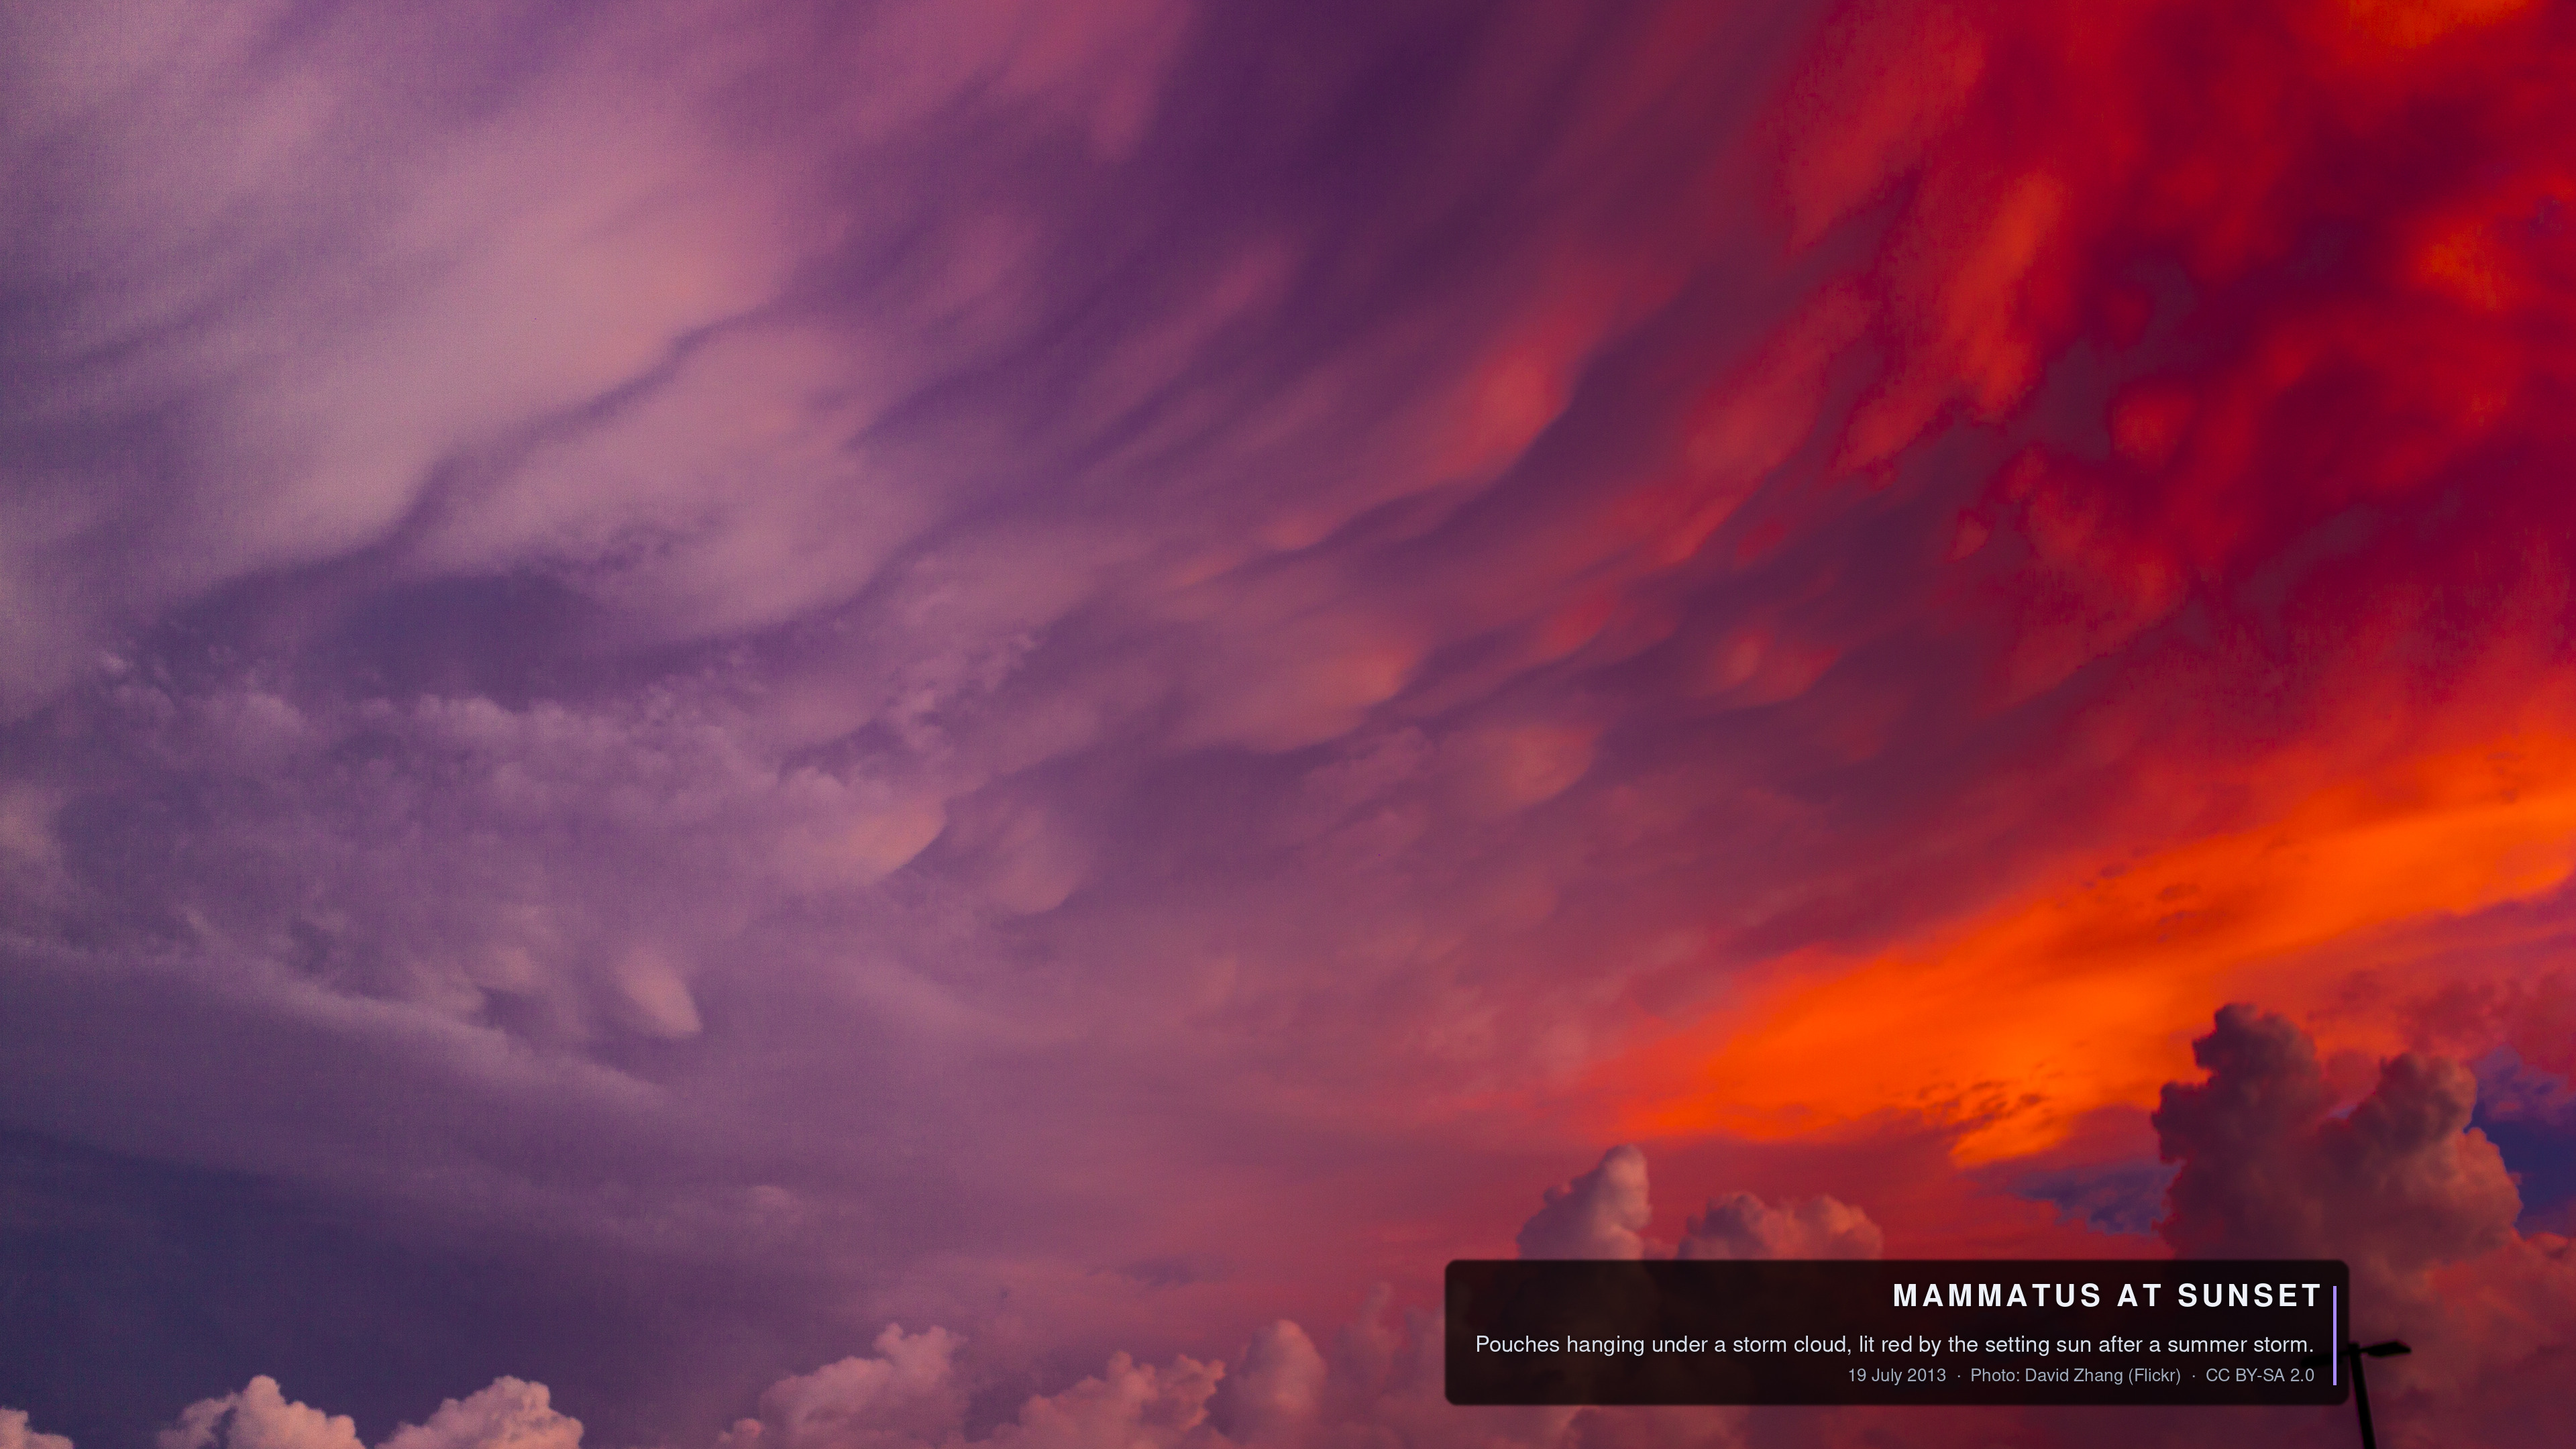 MAMMATUS AT SUNSET
Pouches hanging under a storm cloud, lit red by the setting sun after a summer storm.
19 July 2013 · Photo: David Zhang (Flickr) · CC BY-SA 2.0